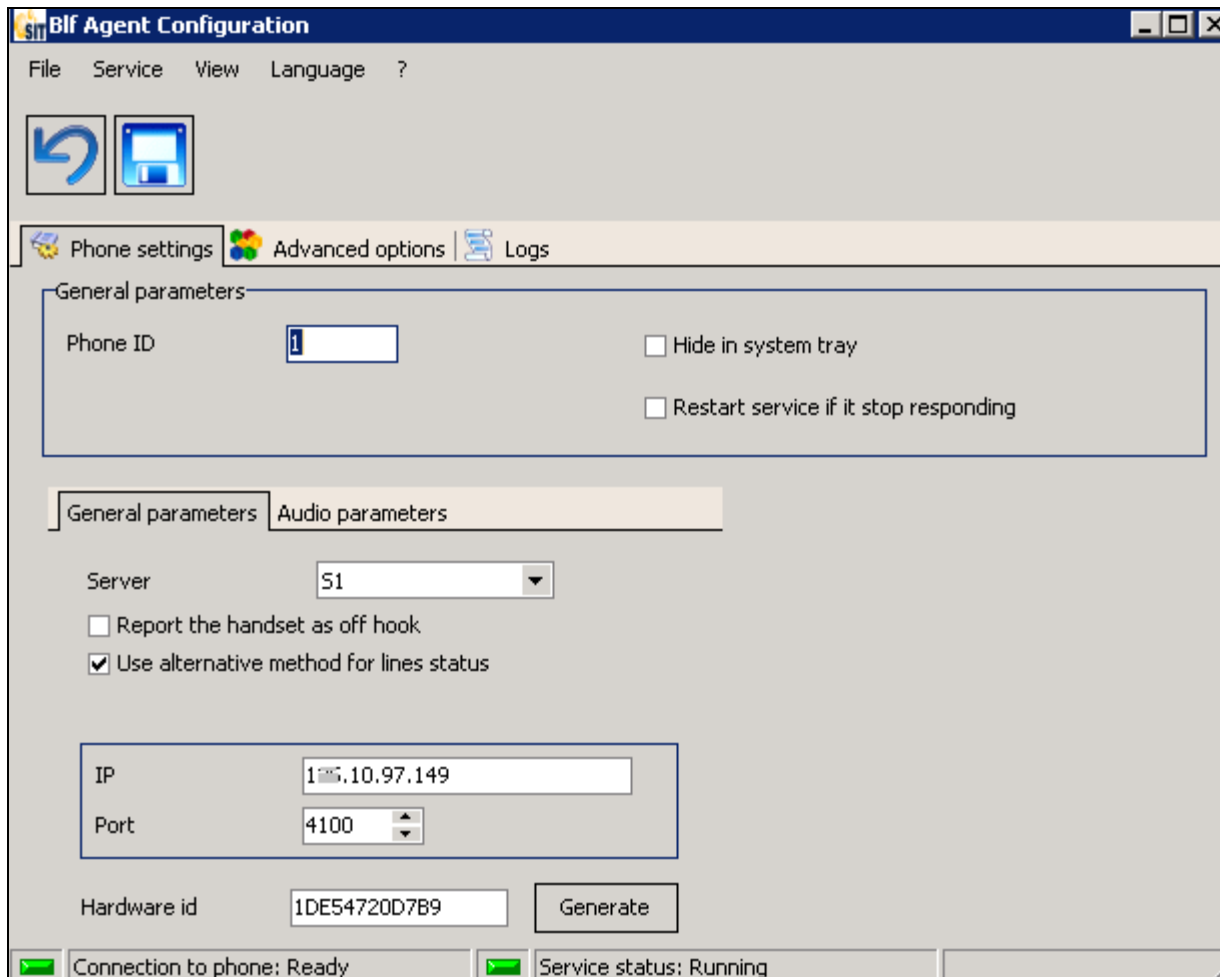 SIT Blf Agent Configuration
File Service View Language ?
Phone settings Advanced options Logs
General parameters
Phone ID 1 Hide in system tray
Restart service if it stop responding
General parameters Audio parameters
Server S1
Report the handset as off hook
Use alternative method for lines status
IP .10.97.149
Port 4100
Hardware id 1DE54720D7B9 Generate
Connection to phone: Ready Service status: Running